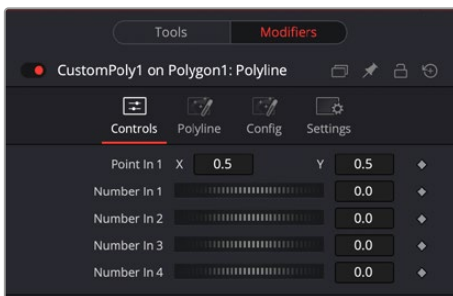 Tools Modifiers
CustomPoly1 on Polygon1: Polyline
Controls Polyline Config Settings
Point In 1 X 0.5 Y 0.5
Number In 1 0.0
Number In 2 0.0
Number In 3 0.0
Number In 4 0.0